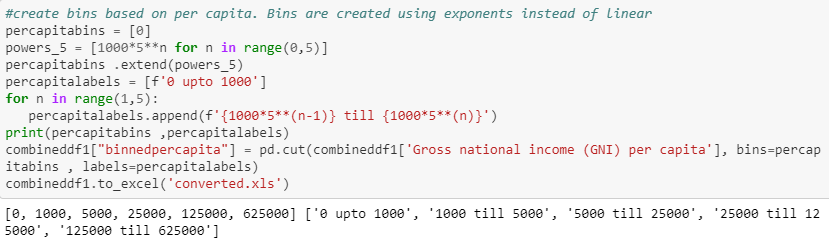 #create bins based on per capita. Bins are created using exponents instead of linear
percapitabins = [0]
powers_5 = [1000*5**n for n in range(0,5)]
percapitabins .extend(powers_5)
percapitalabels = [f'0 upto 1000']
for n in range(1,5):
   percapitalabels.append(f'{1000*5**(n-1)} till {1000*5**(n)}')
print(percapitabins ,percapitalabels)
combineddf1["binnedpercapita"] = pd.cut(combineddf1['Gross national income (GNI) per capita'], bins=percap
itabins , labels=percapitalabels)
combineddf1.to_excel('converted.xls')
[0, 1000, 5000, 25000, 125000, 625000] ['0 upto 1000', '1000 till 5000', '5000 till 25000', '25000 till 12
5000', '125000 till 625000']